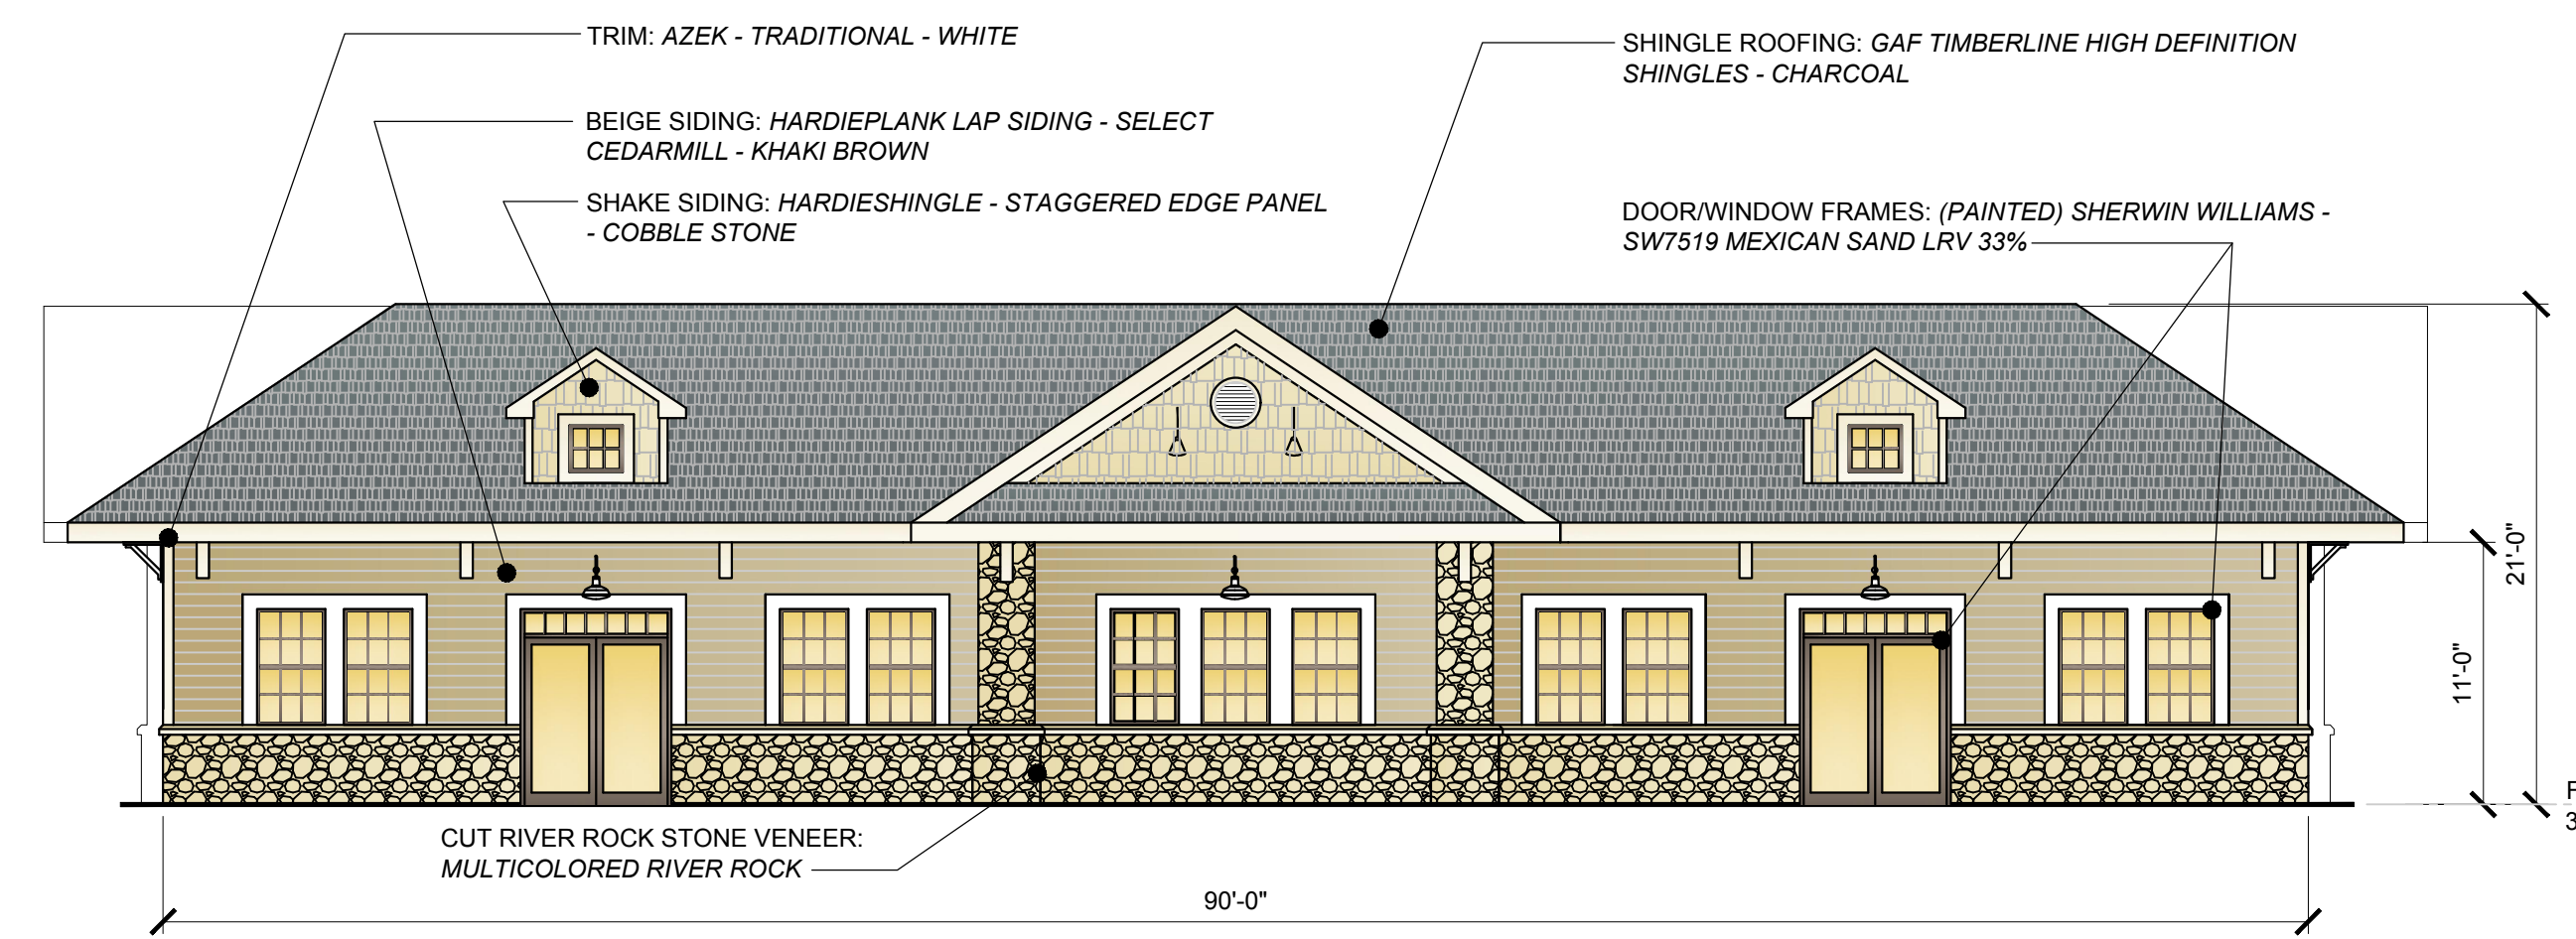 TRIM: AZEK - TRADITIONAL - WHITE
BEIGE SIDING: HARDIEPLANK LAP SIDING - SELECT
CEDARMILL - KHAKI BROWN
SHAKE SIDING: HARDIESHINGLE - STAGGERED EDGE PANEL
- COBBLE STONE
SHINGLE ROOFING: GAF TIMBERLINE HIGH DEFINITION
SHINGLES - CHARCOAL
DOOR/WINDOW FRAMES: (PAINTED) SHERWIN WILLIAMS -
SW7519 MEXICAN SAND LRV 33%
21'-0"
11'-0"
CUT RIVER ROCK STONE VENEER:
MULTICOLORED RIVER ROCK
90'-0"